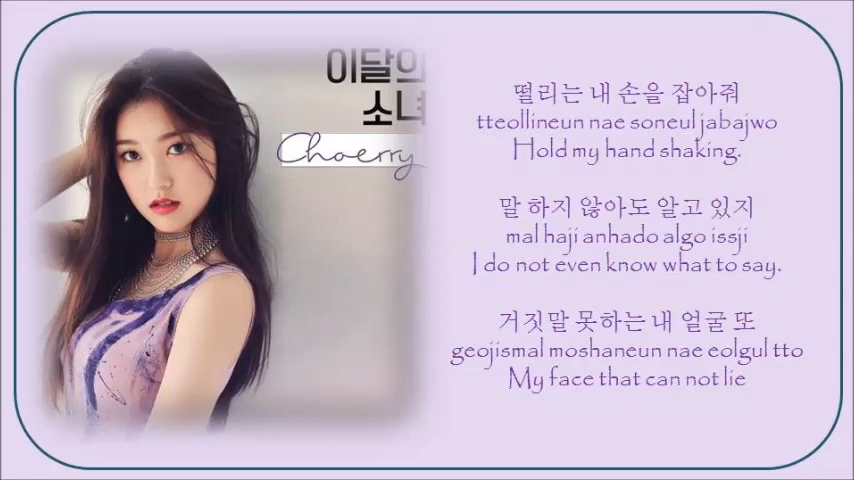 이달의
소녀
Choerry
떨리는 내 손을 잡아줘
tteollineun nae soneul jabajwo
Hold my hand shaking.
말 하지 않아도 알고 있지
mal haji anhado algo issji
I do not even know what to say.
거짓말 못하는 내 얼굴 또
geojismal moshaneun nae eolgul tto
My face that can not lie